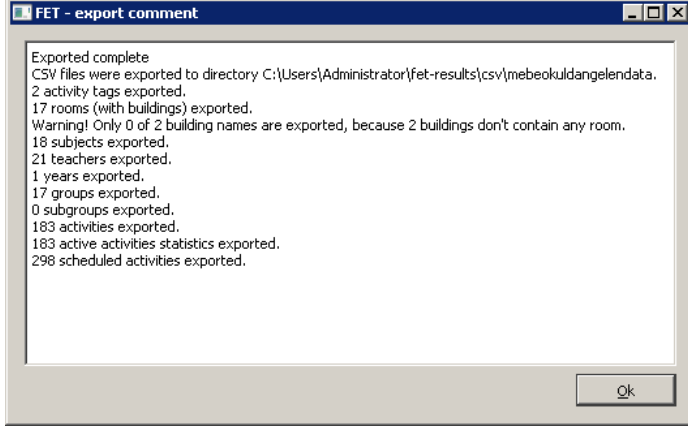 FET - export comment
Exported complete
CSV files were exported to directory C:\Users\Administrator\fet-results\csv\mebeokuldangelendata.
2 activity tags exported.
17 rooms (with buildings) exported.
Warning! Only 0 of 2 building names are exported, because 2 buildings don't contain any room.
18 subjects exported.
21 teachers exported.
1 years exported.
17 groups exported.
0 subgroups exported.
183 activities exported.
183 active activities statistics exported.
298 scheduled activities exported.
Ok